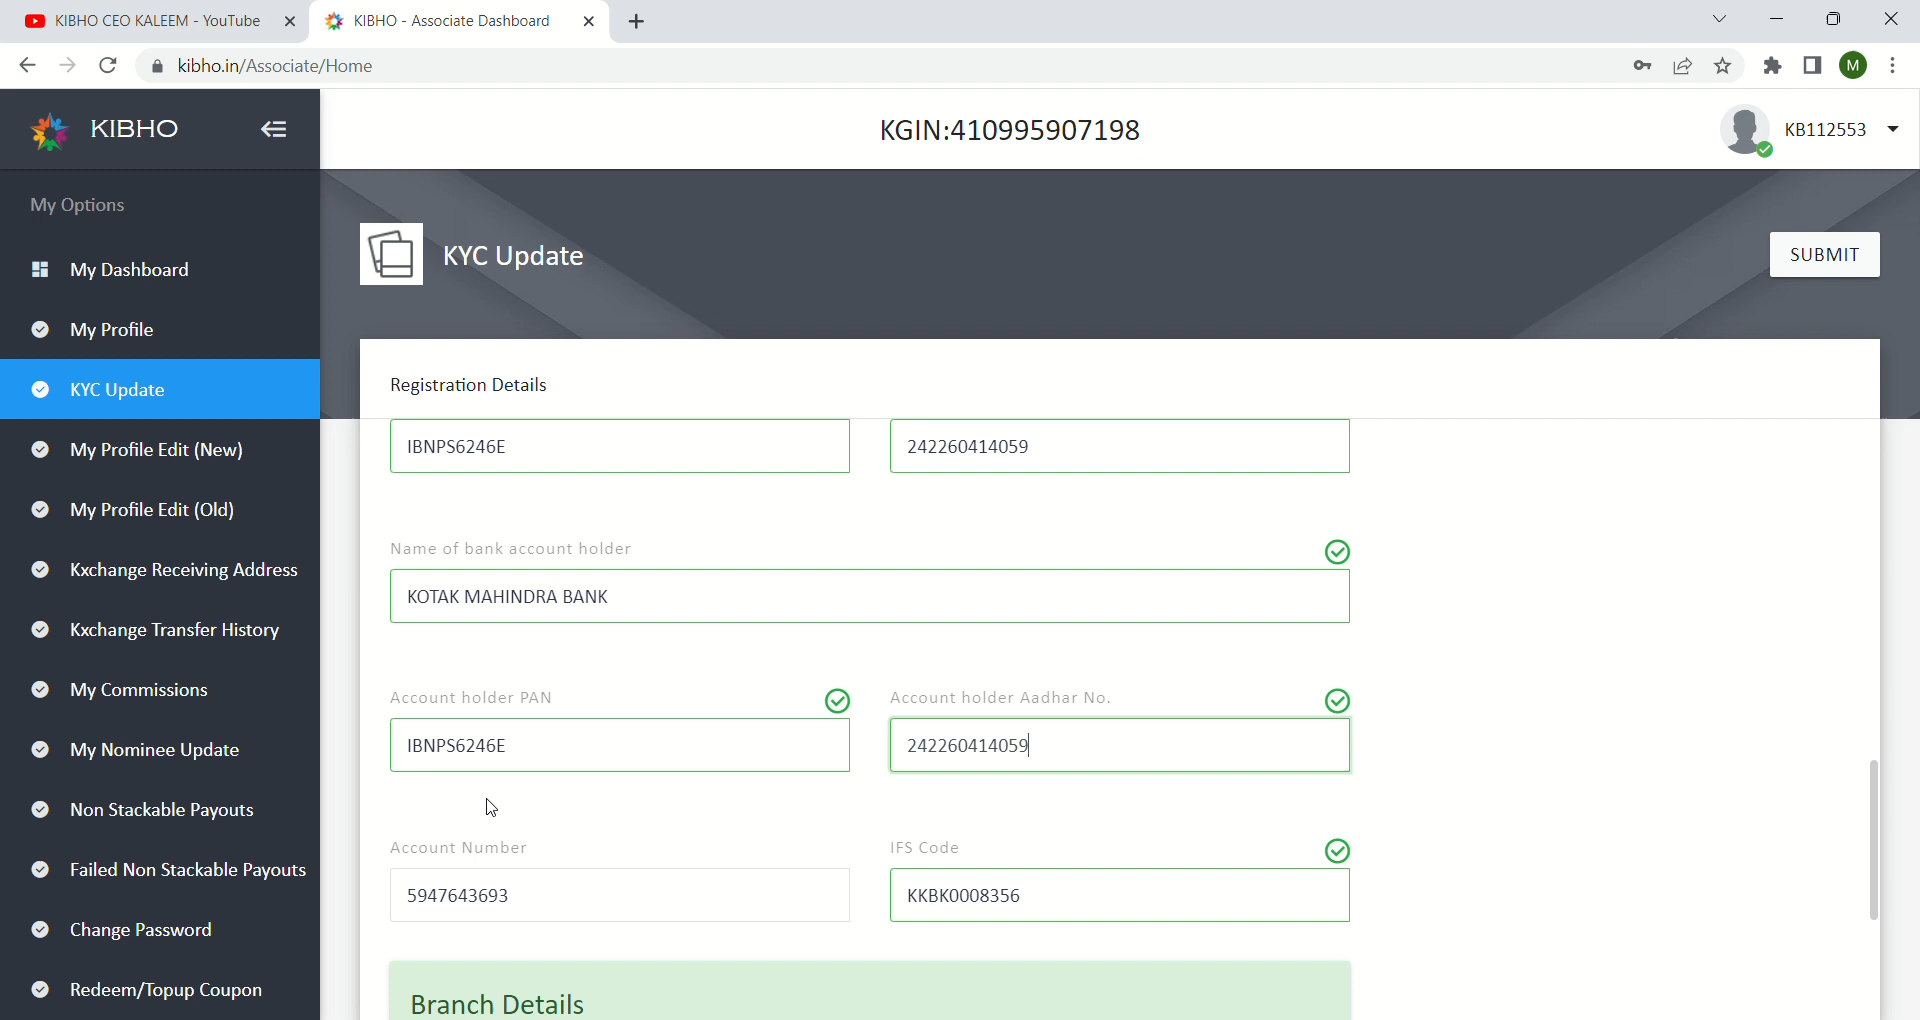 KIBHO CEO KALEEM - YouTube
KIBHO - Associate Dashboard
kibho.in/Associate/Home
M
KIBHO
KGIN:410995907198
KB112553
My Options
My Dashboard
My Profile
KYC Update
My Profile Edit (New)
My Profile Edit (Old)
Kxchange Receiving Address
Kxchange Transfer History
My Commissions
My Nominee Update
Non Stackable Payouts
Failed Non Stackable Payouts
Change Password
Redeem/Topup Coupon
KYC Update
SUBMIT
Registration Details
IBNPS6246E
242260414059
Name of bank account holder
KOTAK MAHINDRA BANK
Account holder PAN
Account holder Aadhar No.
IBNPS6246E
242260414059
Account Number
IFS Code
5947643693
KKBK0008356
Branch Details